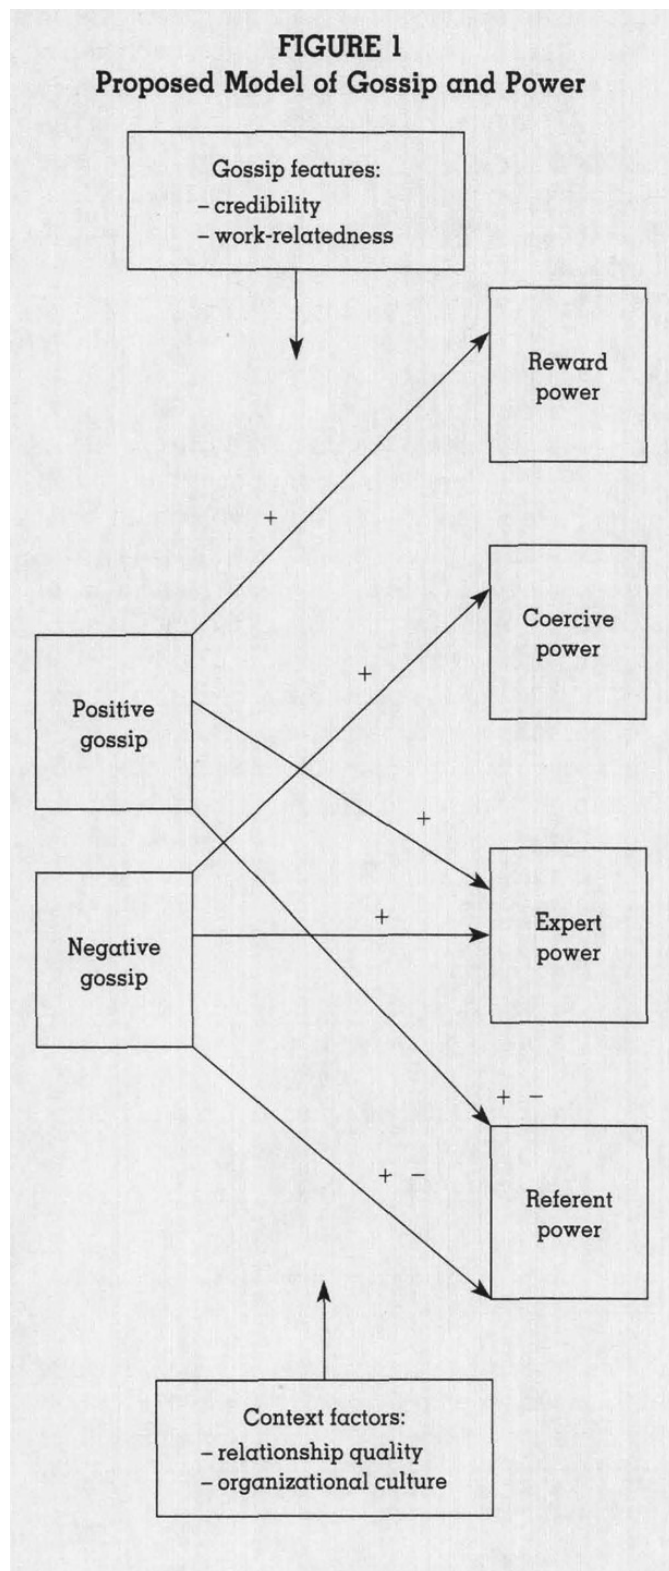 FIGURE 1
Proposed Model of Gossip and Power
Gossip features:
– credibility
– work-relatedness
Reward
power
+
Coercive
power
+
Positive
gossip
+
Expert
power
+
Negative
gossip
+ –
Referent
power
+ –
Context factors:
– relationship quality
– organizational culture